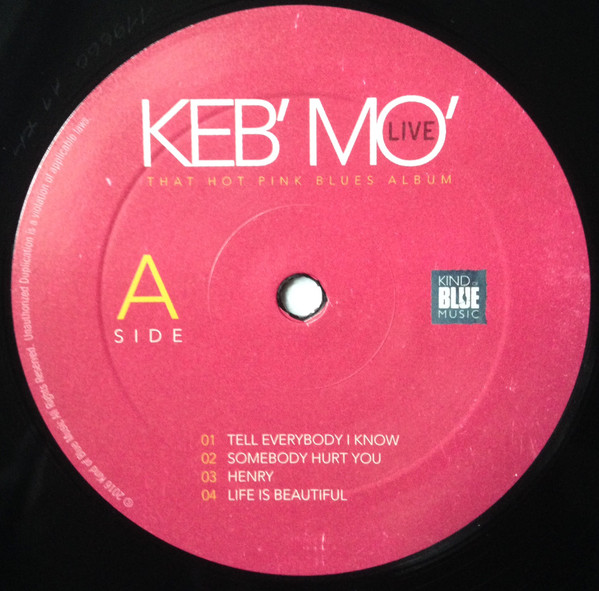 KEB' MO'
LIVE
THAT HOT PINK BLUES ALBUM
A
SIDE
KIND OF
BLUE
MUSIC
01 TELL EVERYBODY I KNOW
02 SOMEBODY HURT YOU
03 HENRY
04 LIFE IS BEAUTIFUL
© 2016 Kind of Blue Music. All Rights Reserved. Unauthorized Duplication is a violation of applicable laws.